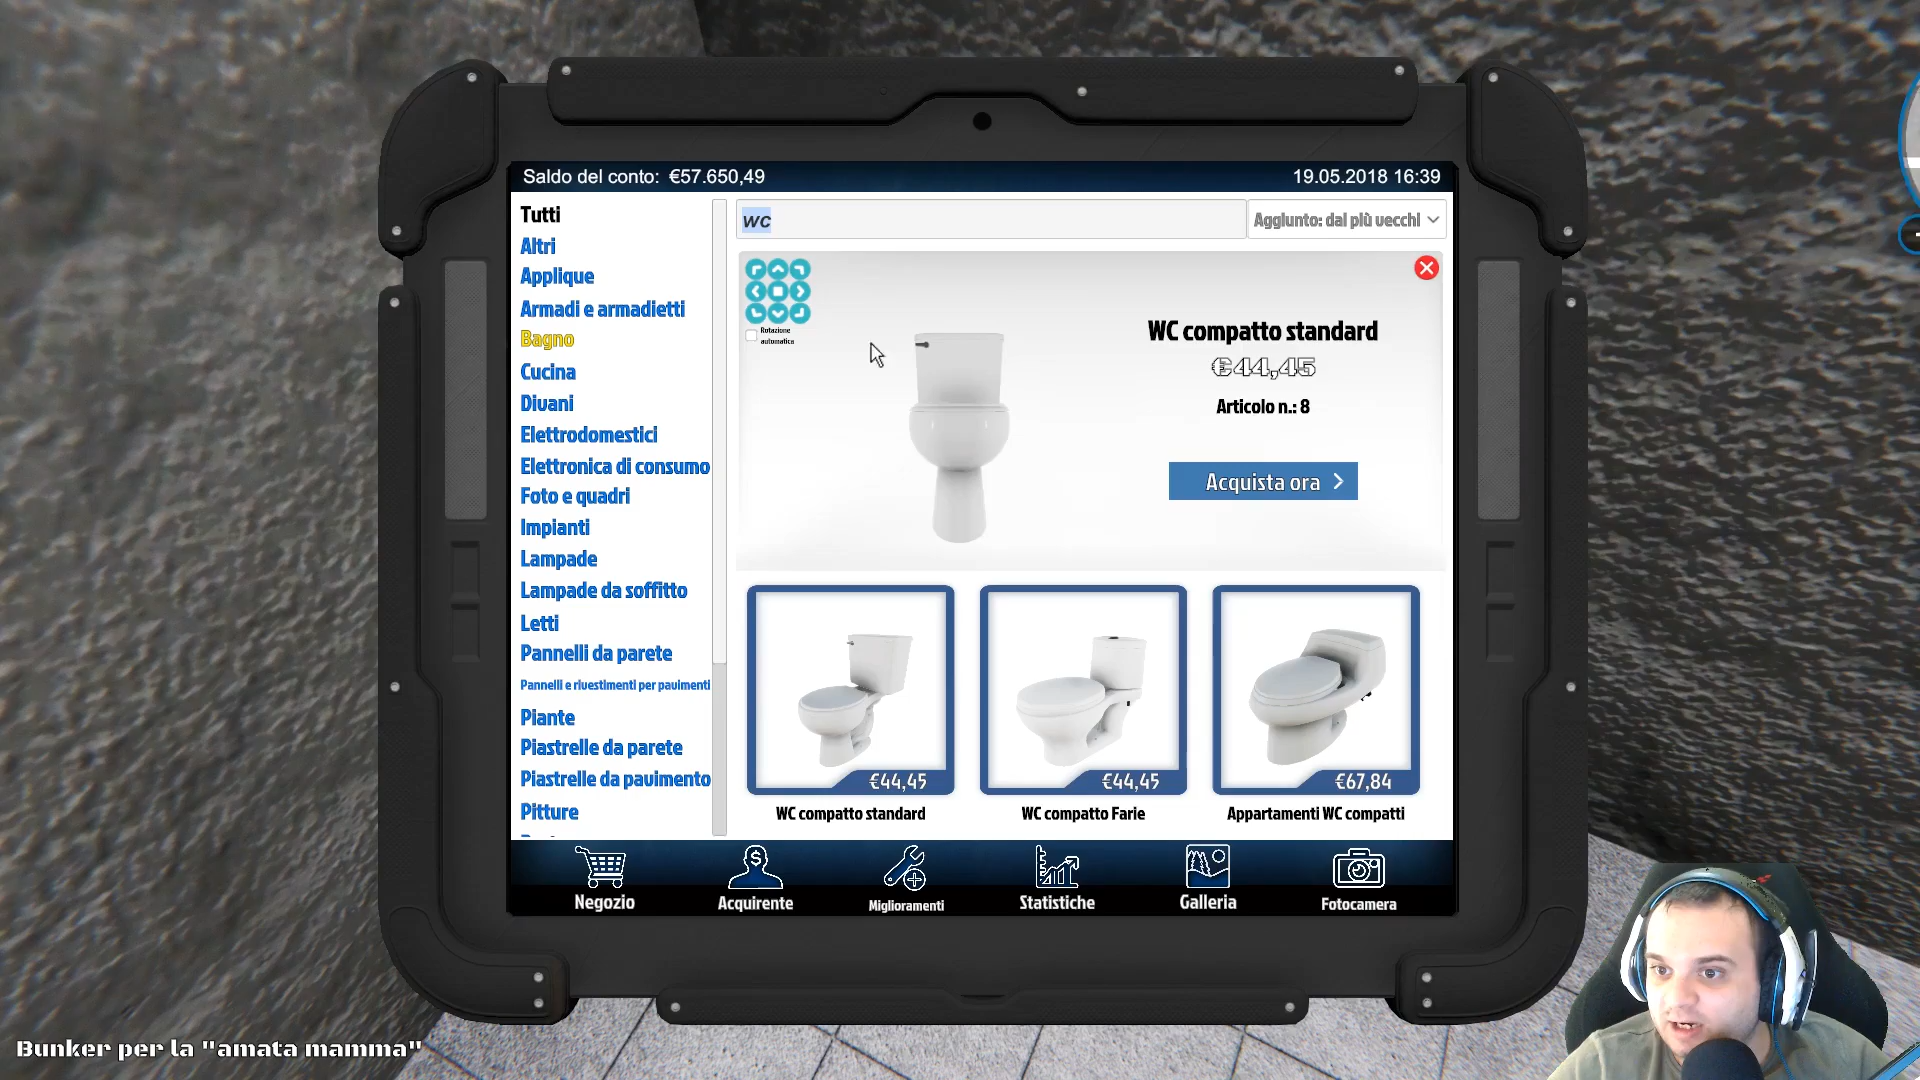 Saldo del conto: €57.650,49
19.05.2018 16:39
Tutti
Altri
Applique
Armadi e armadietti
Bagno
Cucina
Divani
Elettrodomestici
Elettronica di consumo
Foto e quadri
Impianti
Lampade
Lampade da soffitto
Letti
Pannelli da parete
Pannelli e rivestimenti per pavimenti
Piante
Piastrelle da parete
Piastrelle da pavimento
Pitture
wc
Aggiunto: dal più vecchi
Rotazione
automatica
WC compatto standard
€44,45
Articolo n.: 8
Acquista ora
€44,45
€44,45
€67,84
WC compatto standard
WC compatto Farie
Appartamenti WC compatti
Negozio
Acquirente
Miglioramenti
Statistiche
Galleria
Fotocamera
Bunker per la "amata mamma"